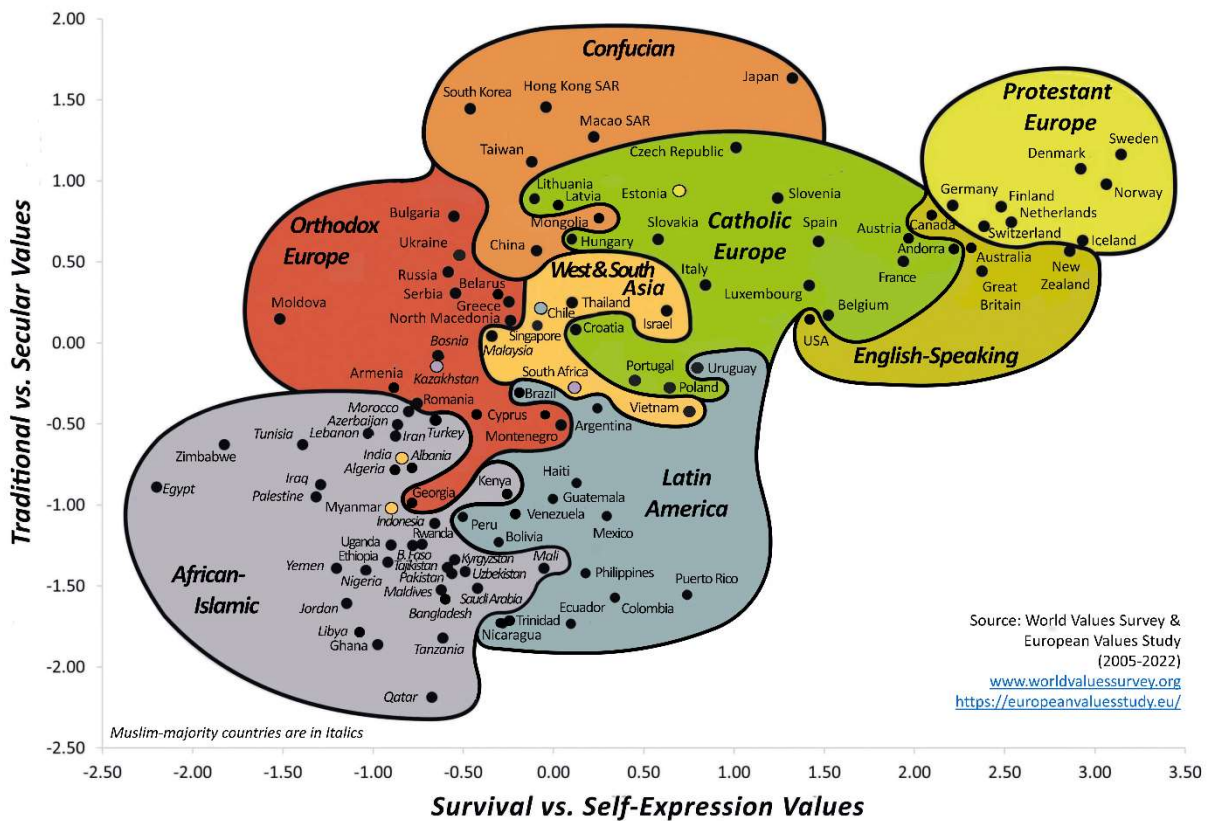 Traditional vs. Secular Values
2.00
1.50
1.00
0.50
0.00
-0.50
-1.00
-1.50
-2.00
-2.50
Confucian
Japan
South Korea
Hong Kong SAR
Macao SAR
Taiwan
Mongolia
China
Protestant
Europe
Sweden
Denmark
Norway
Germany
Finland
Netherlands
Switzerland
Iceland
Catholic
Europe
Czech Republic
Lithuania
Latvia
Estonia
Slovenia
Slovakia
Spain
Hungary
Austria
Andorra
Italy
France
Luxembourg
Belgium
Croatia
Portugal
Poland
English-Speaking
Canada
Australia
Great
Britain
New
Zealand
USA
Orthodox
Europe
Bulgaria
Ukraine
Russia
Belarus
Serbia
Greece
Moldova
North Macedonia
Bosnia
Kazakhstan
Armenia
Romania
Cyprus
Montenegro
Georgia
West & South
Asia
Thailand
Chile
Israel
Singapore
Malaysia
South Africa
Vietnam
Latin
America
Uruguay
Brazil
Argentina
Haiti
Guatemala
Venezuela
Mexico
Peru
Bolivia
Philippines
Puerto Rico
Ecuador
Colombia
Trinidad
Nicaragua
African-
Islamic
Morocco
Azerbaijan
Lebanon
Iran
Turkey
Tunisia
Zimbabwe
India
Albania
Algeria
Iraq
Egypt
Palestine
Kenya
Myanmar
Indonesia
Rwanda
Uganda
B. Faso
Ethiopia
Tajikistan
Kyrgyzstan
Mali
Yemen
Nigeria
Pakistan
Uzbekistan
Maldives
Saudi Arabia
Bangladesh
Jordan
Libya
Ghana
Tanzania
Qatar
Muslim-majority countries are in Italics
Source: World Values Survey &
European Values Study
(2005-2022)
www.worldvaluessurvey.org
https://europeanvaluesstudy.eu/
-2.50 -2.00 -1.50 -1.00 -0.50 0.00 0.50 1.00 1.50 2.00 2.50 3.00 3.50
Survival vs. Self-Expression Values